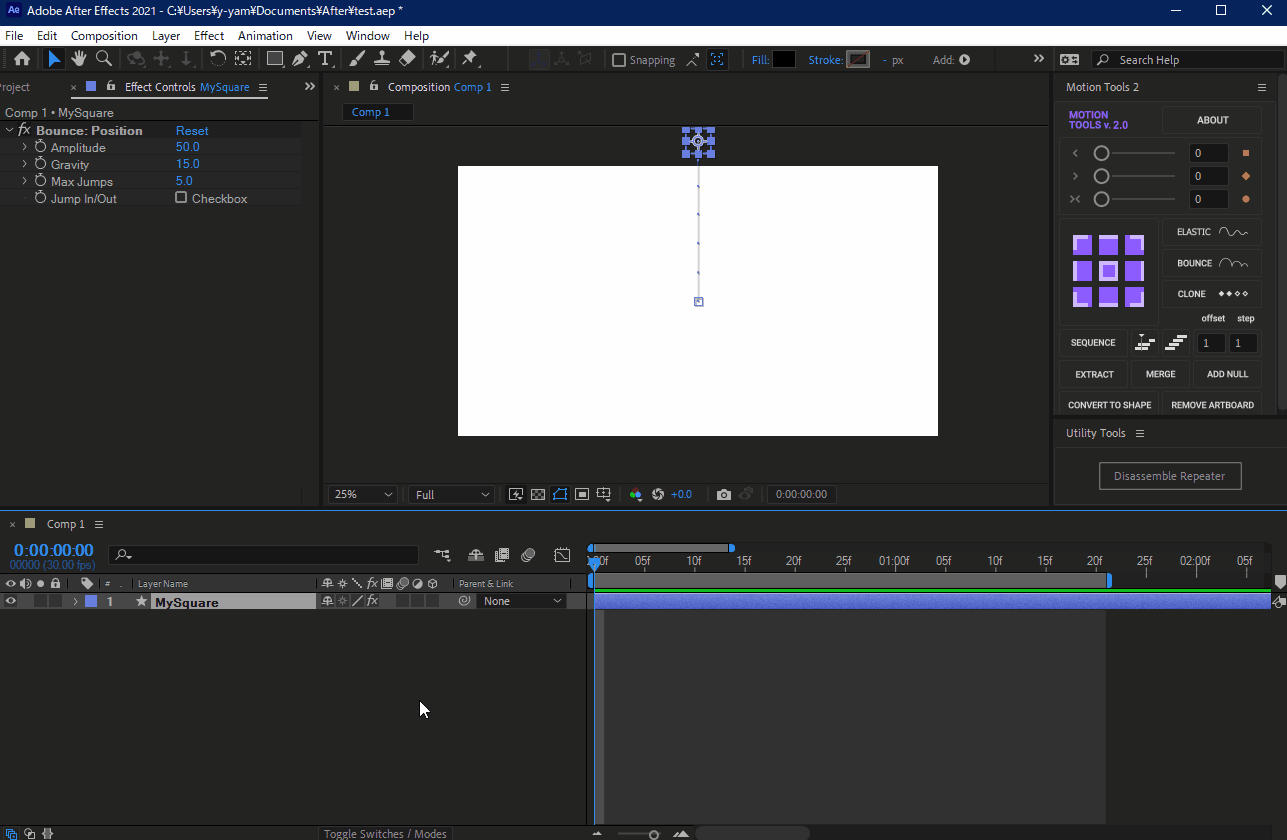 Ae Adobe After Effects 2021 - C:¥Users¥y-yam¥Documents¥After¥test.aep *
File Edit Composition Layer Effect Animation View Window Help
Snapping Fill: Stroke: - px Add: Search Help
roject × Effect Controls MySquare × Composition Comp 1 Motion Tools 2
Comp 1 • MySquare
Comp 1
fx Bounce: Position Reset
Amplitude 50.0
Gravity 15.0
Max Jumps 5.0
Jump In/Out Checkbox
MOTION
TOOLS v. 2.0
ABOUT
0
0
0
ELASTIC
BOUNCE
CLONE
offset step
SEQUENCE 1 1
EXTRACT MERGE ADD NULL
CONVERT TO SHAPE REMOVE ARTBOARD
Utility Tools
Disassemble Repeater
25% Full +0.0 0:00:00:00
× Comp 1
0:00:00:00
00000 (30.00 fps)
:00f 05f 10f 15f 20f 25f 01:00f 05f 10f 15f 20f 25f 02:00f 05f
# . Layer Name fx Parent & Link
1 MySquare fx None
Toggle Switches / Modes